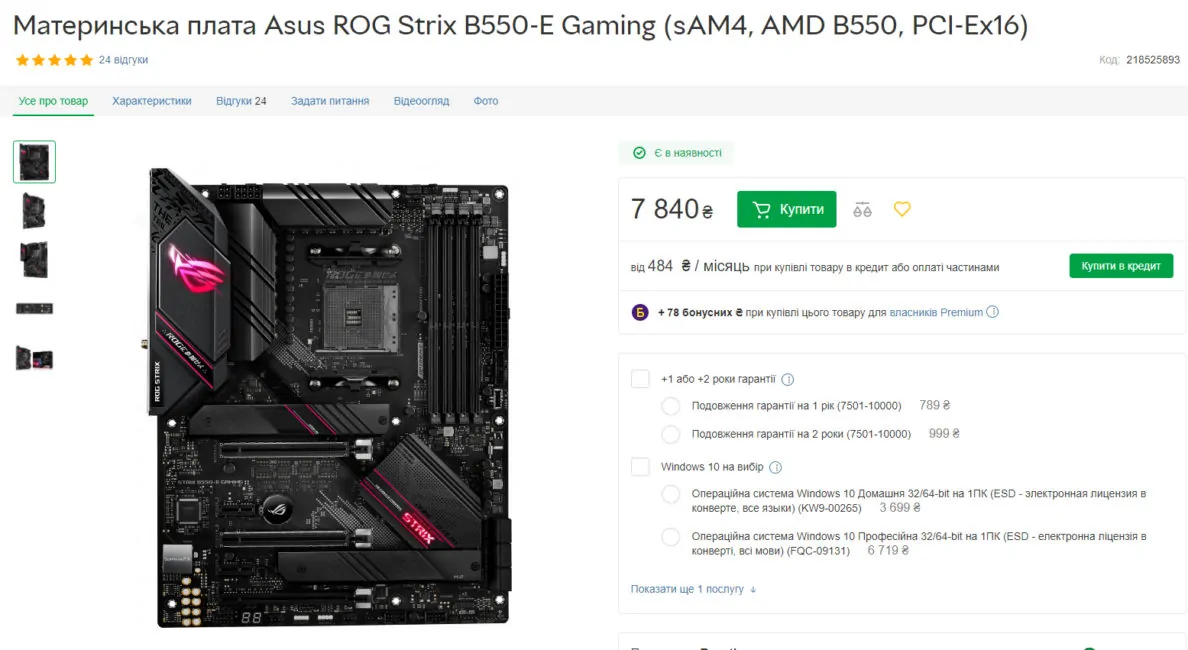 Материнська плата Asus ROG Strix B550-E Gaming (sAM4, AMD B550, PCI-Ex16)
24 відгуки
Код: 218525893
Усе про товар Характеристики Відгуки 24 Задати питання Відеоогляд Фото
Є в наявності
7 840 ₴ Купити
від 484 ₴ / місяць при купівлі товару в кредит або оплаті частинами Купити в кредит
Б + 78 бонусних ₴ при купівлі цього товару для власників Premium
+1 або +2 роки гарантії
Подовження гарантії на 1 рік (7501-10000) 789 ₴
Подовження гарантії на 2 роки (7501-10000) 999 ₴
Windows 10 на вибір
Операційна система Windows 10 Домашня 32/64-bit на 1ПК (ESD - электронная лицензия в
конверте, все языки) (KW9-00265) 3 699 ₴
Операційна система Windows 10 Професійна 32/64-bit на 1ПК (ESD - електронна ліцензія в
конверті, всі мови) (FQC-09131) 6 719 ₴
Показати ще 1 послугу
ROG STRIX
STRIX B550-E GAMING
STRIX
88